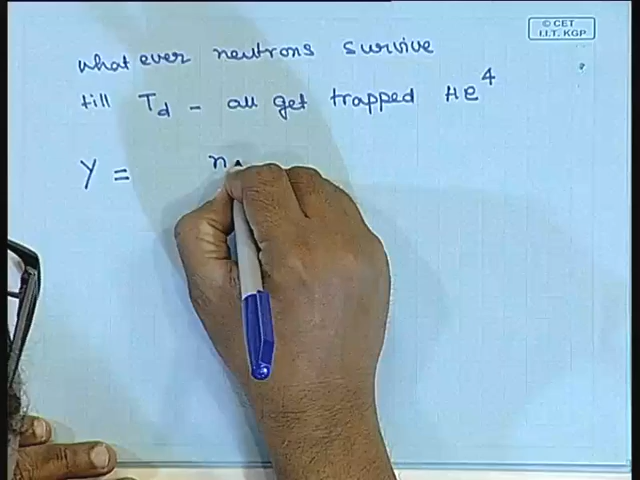 © CET
I.I.T. KGP
what ever neutrons survive
till Td - all get trapped He⁴
Y = n